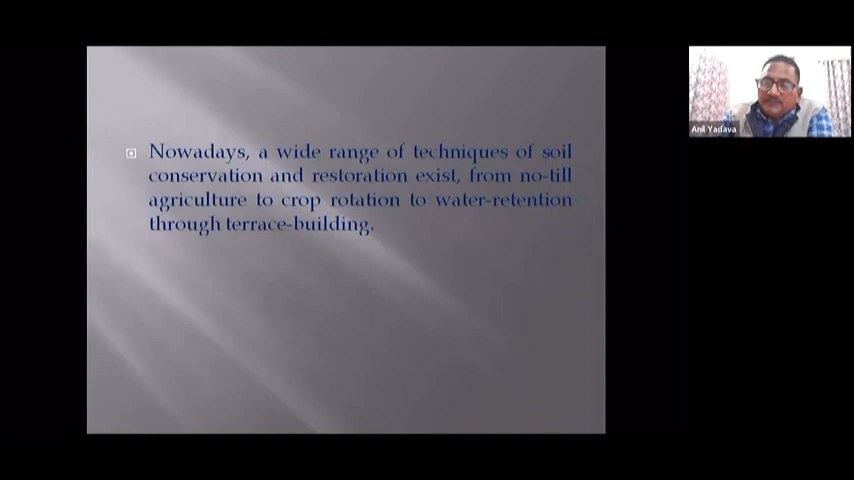 Nowadays, a wide range of techniques of soil
conservation and restoration exist, from no-till
agriculture to crop rotation to water-retention
through terrace-building.
Anil Yadava